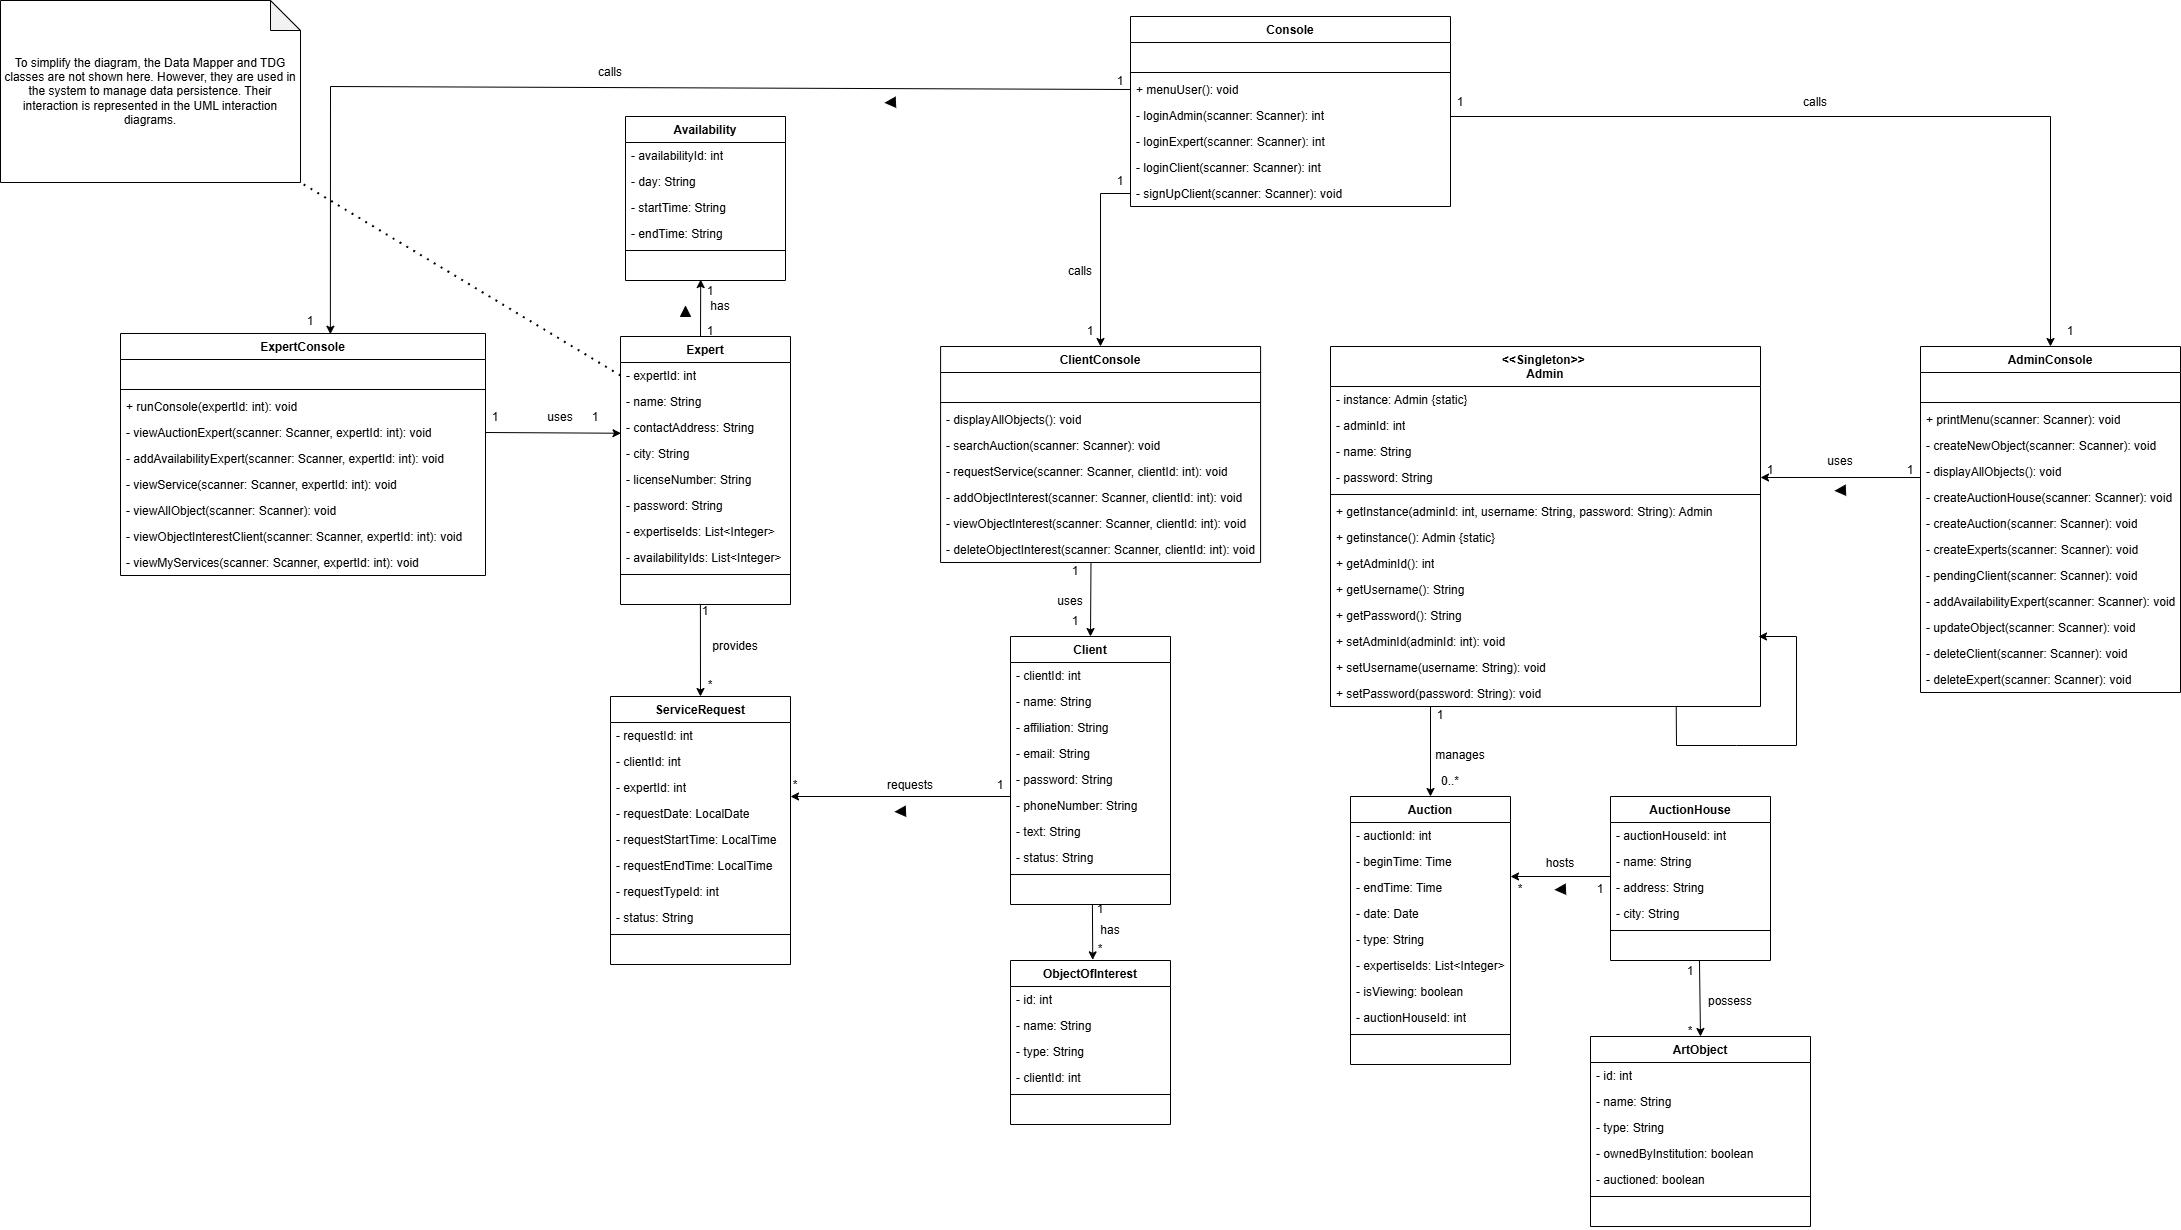 To simplify the diagram, the Data Mapper and TDG
classes are not shown here. However, they are used in
the system to manage data persistence. Their
interaction is represented in the UML interaction
diagrams.
Console
+ menuUser(): void
- loginAdmin(scanner: Scanner): int
- loginExpert(scanner: Scanner): int
- loginClient(scanner: Scanner): int
- signUpClient(scanner: Scanner): void
calls
1
1
calls
1
1
calls
1
1
1
Availability
- availabilityId: int
- day: String
- startTime: String
- endTime: String
1
has
1
ExpertConsole
+ runConsole(expertId: int): void
- viewAuctionExpert(scanner: Scanner, expertId: int): void
- addAvailabilityExpert(scanner: Scanner, expertId: int): void
- viewService(scanner: Scanner, expertId: int): void
- viewAllObject(scanner: Scanner): void
- viewObjectInterestClient(scanner: Scanner, expertId: int): void
- viewMyServices(scanner: Scanner, expertId: int): void
1
uses
1
Expert
- expertId: int
- name: String
- contactAddress: String
- city: String
- licenseNumber: String
- password: String
- expertiseIds: List<Integer>
- availabilityIds: List<Integer>
1
provides
*
ClientConsole
- displayAllObjects(): void
- searchAuction(scanner: Scanner): void
- requestService(scanner: Scanner, clientId: int): void
- addObjectInterest(scanner: Scanner, clientId: int): void
- viewObjectInterest(scanner: Scanner, clientId: int): void
- deleteObjectInterest(scanner: Scanner, clientId: int): void
1
uses
1
<<Singleton>>
Admin
- instance: Admin {static}
- adminId: int
- name: String
- password: String
+ getInstance(adminId: int, username: String, password: String): Admin
+ getinstance(): Admin {static}
+ getAdminId(): int
+ getUsername(): String
+ getPassword(): String
+ setAdminId(adminId: int): void
+ setUsername(username: String): void
+ setPassword(password: String): void
1
uses
1
AdminConsole
+ printMenu(scanner: Scanner): void
- createNewObject(scanner: Scanner): void
- displayAllObjects(): void
- createAuctionHouse(scanner: Scanner): void
- createAuction(scanner: Scanner): void
- createExperts(scanner: Scanner): void
- pendingClient(scanner: Scanner): void
- addAvailabilityExpert(scanner: Scanner): void
- updateObject(scanner: Scanner): void
- deleteClient(scanner: Scanner): void
- deleteExpert(scanner: Scanner): void
ServiceRequest
- requestId: int
- clientId: int
- expertId: int
- requestDate: LocalDate
- requestStartTime: LocalTime
- requestEndTime: LocalTime
- requestTypeId: int
- status: String
*
requests
1
Client
- clientId: int
- name: String
- affiliation: String
- email: String
- password: String
- phoneNumber: String
- text: String
- status: String
1
has
*
ObjectOfInterest
- id: int
- name: String
- type: String
- clientId: int
1
manages
0..*
Auction
- auctionId: int
- beginTime: Time
- endTime: Time
- date: Date
- type: String
- expertiseIds: List<Integer>
- isViewing: boolean
- auctionHouseId: int
hosts
*
1
AuctionHouse
- auctionHouseId: int
- name: String
- address: String
- city: String
1
possess
*
ArtObject
- id: int
- name: String
- type: String
- ownedByInstitution: boolean
- auctioned: boolean